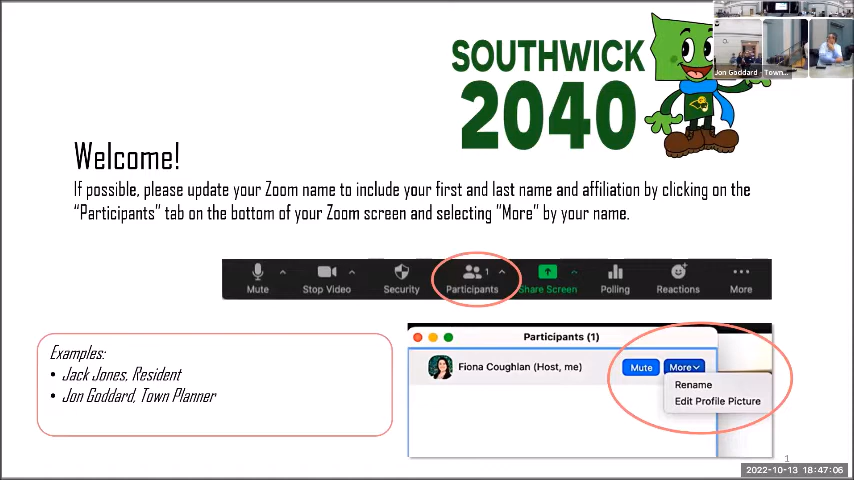 SOUTHWICK
2040
Jon Goddard - Town...
Welcome!
If possible, please update your Zoom name to include your first and last name and affiliation by clicking on the
“Participants” tab on the bottom of your Zoom screen and selecting “More” by your name.
1
Mute Stop Video Security Participants Share Screen Polling Reactions More
Participants (1)
Fiona Coughlan (Host, me) Mute More
Rename
Edit Profile Picture
Examples:
• Jack Jones, Resident
• Jon Goddard, Town Planner
1
2022-10-13 18:47:06